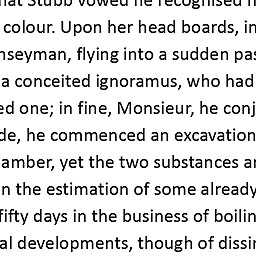 hat Stubb vowed he recognised h
colour. Upon her head boards, in
nseyman, flying into a sudden pas
a conceited ignoramus, who had
ed one; in fine, Monsieur, he conj
de, he commenced an excavation
amber, yet the two substances a
n the estimation of some already
fifty days in the business of boilin
al developments, though of dissi